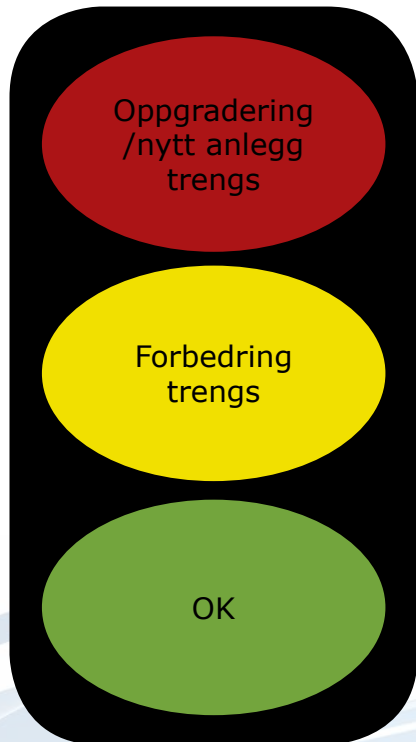 Oppgradering
/nytt anlegg
trengs
Forbedring
trengs
OK